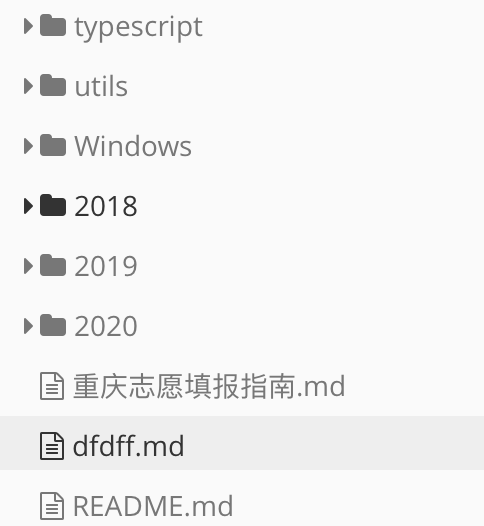 typescript
utils
Windows
2018
2019
2020
重庆志愿填报指南.md
dfdff.md
README.md